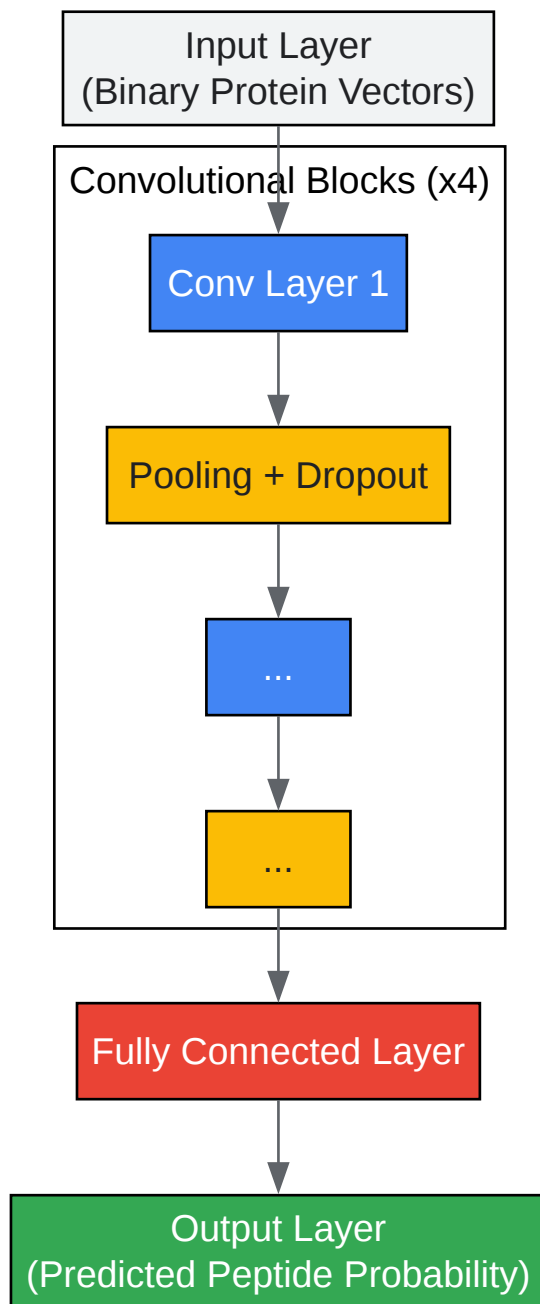 Input Layer
(Binary Protein Vectors)
Convolutional Blocks (x4)
Conv Layer 1
Pooling + Dropout
...
...
Fully Connected Layer
Output Layer
(Predicted Peptide Probability)